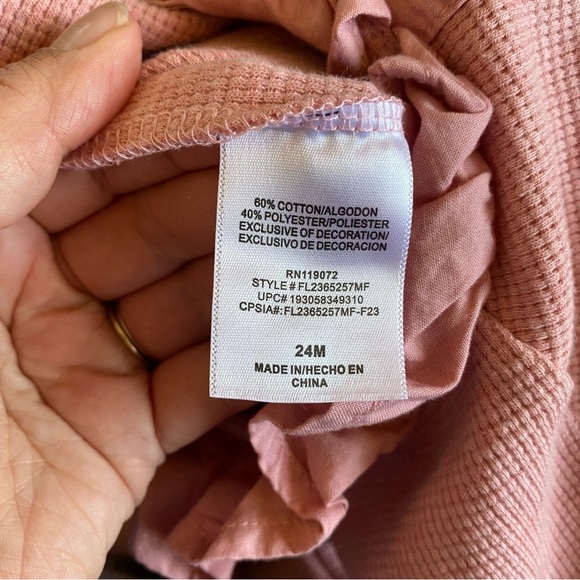 60% COTTON/ALGODON
40% POLYESTER/POLIESTER
EXCLUSIVE OF DECORATION/
EXCLUSIVO DE DECORACION
RN119072
STYLE # FL2365257MF
UPC# 193058349310
CPSIA#:FL2365257MF-F23
24M
MADE IN/HECHO EN
CHINA